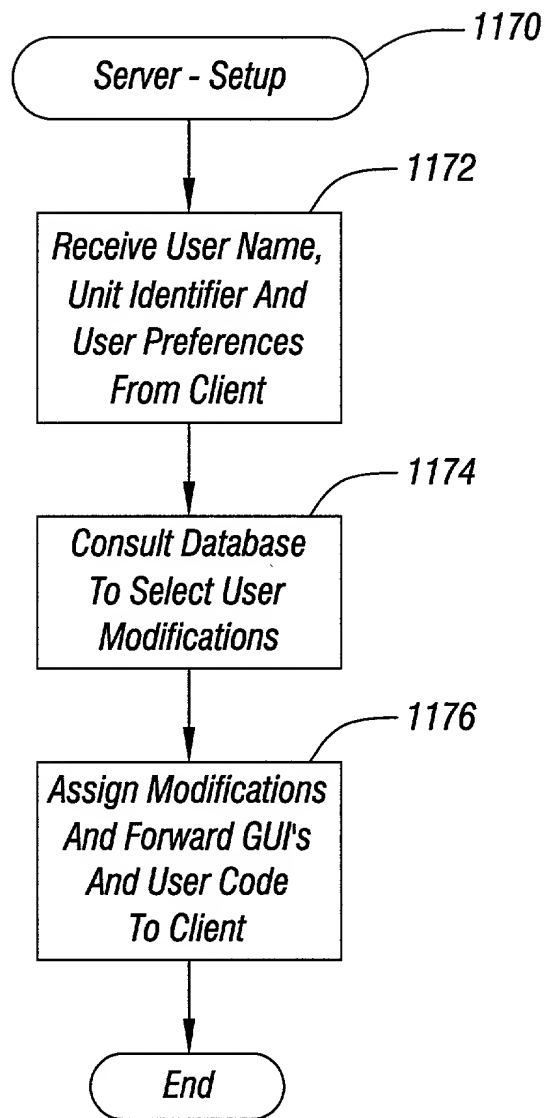 1170
Server - Setup
1172
Receive User Name,
Unit Identifier And
User Preferences
From Client
1174
Consult Database
To Select User
Modifications
1176
Assign Modifications
And Forward GUI's
And User Code
To Client
End